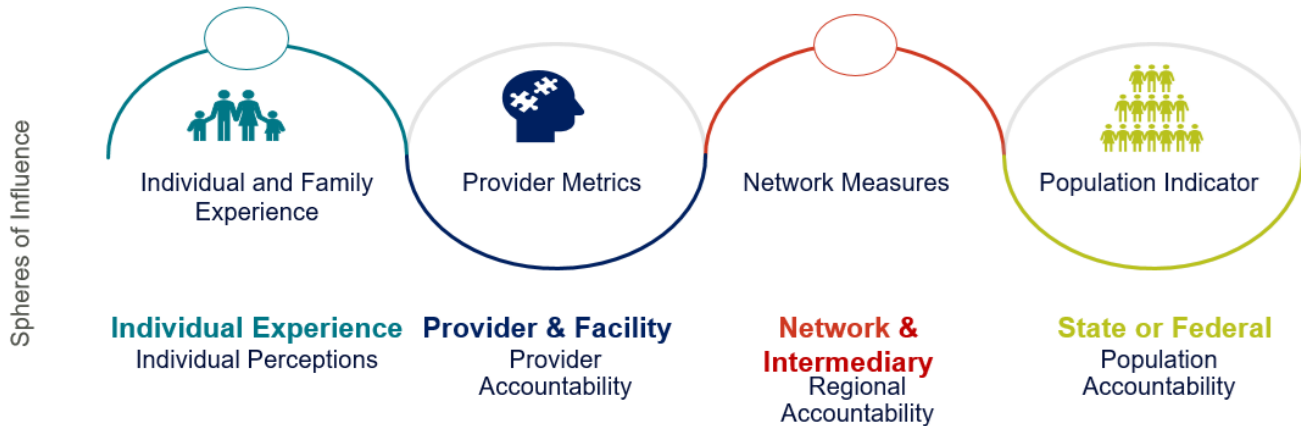 Spheres of Influence
Individual and Family
Experience
Provider Metrics
Network Measures
Population Indicator
Individual Experience
Individual Perceptions
Provider & Facility
Provider
Accountability
Network &
Intermediary
Regional
Accountability
State or Federal
Population
Accountability